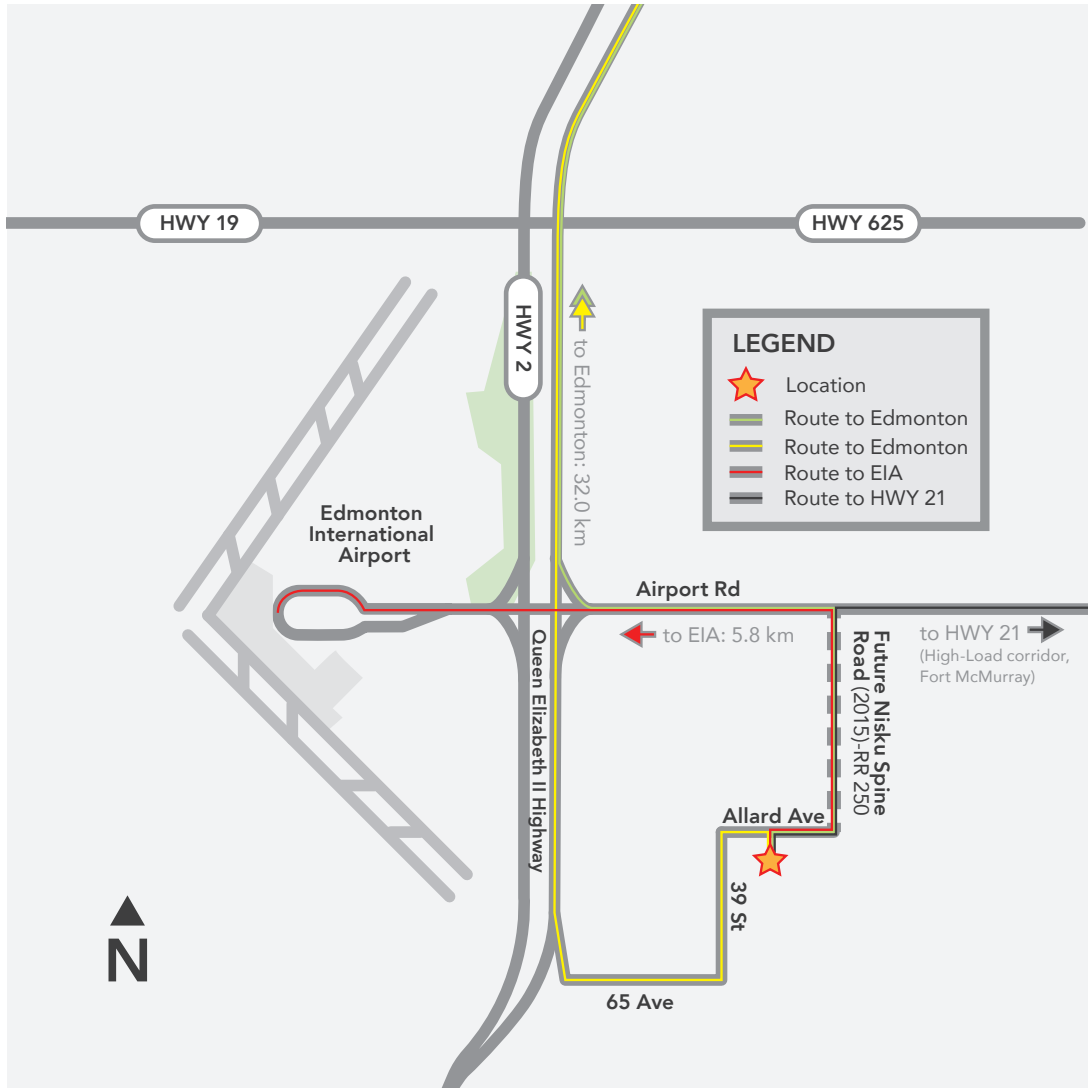 HWY 19
HWY 625
HWY 2
to Edmonton: 32.0 km
LEGEND
Location
Route to Edmonton
Route to Edmonton
Route to EIA
Route to HWY 21
Edmonton
International
Airport
Airport Rd
to EIA: 5.8 km
to HWY 21
(High-Load corridor,
Fort McMurray)
Queen Elizabeth II Highway
Future Nisku Spine
Road (2015)-RR 250
Allard Ave
39 St
65 Ave
N